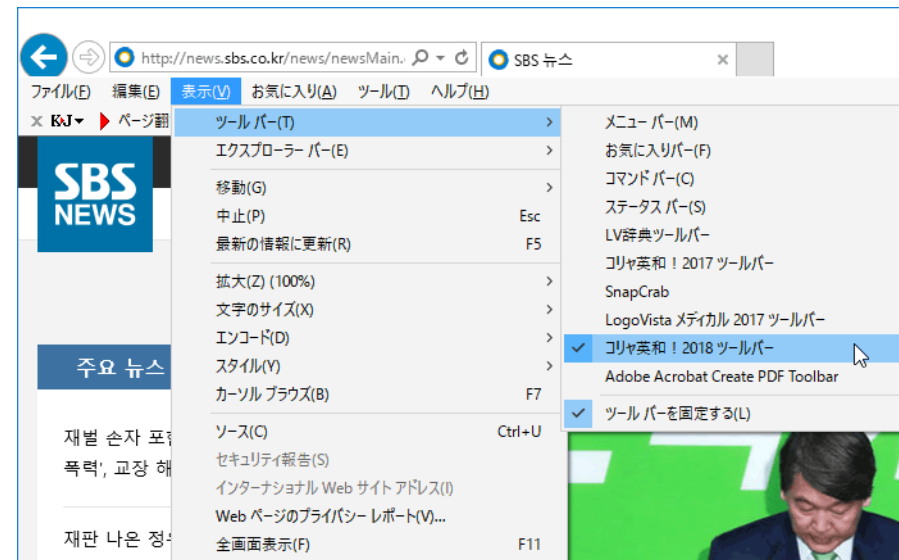 http://news.sbs.co.kr/news/newsMain.
SBS 뉴스
ファイル(F) 編集(E) 表示(V) お気に入り(A) ツール(T) ヘルプ(H)
KJ ページ翻
SBS
NEWS
ツール バー(T)
エクスプローラー バー(E)
移動(G)
中止(P) Esc
最新の情報に更新(R) F5
拡大(Z) (100%)
文字のサイズ(X)
エンコード(D)
スタイル(Y)
カーソル ブラウズ(B) F7
ソース(C) Ctrl+U
セキュリティ報告(S)
インターナショナル Web サイト アドレス(I)
Web ページのプライバシー レポート(V)...
全画面表示(F) F11
メニュー バー(M)
お気に入りバー(F)
コマンド バー(C)
ステータス バー(S)
LV辞典ツールバー
コリャ英和！2017 ツールバー
SnapCrab
LogoVista メディカル 2017 ツールバー
コリャ英和！2018 ツールバー
Adobe Acrobat Create PDF Toolbar
ツール バーを固定する(L)
주요 뉴스
재벌 손자 포
폭력', 교장 해
재판 나온 정